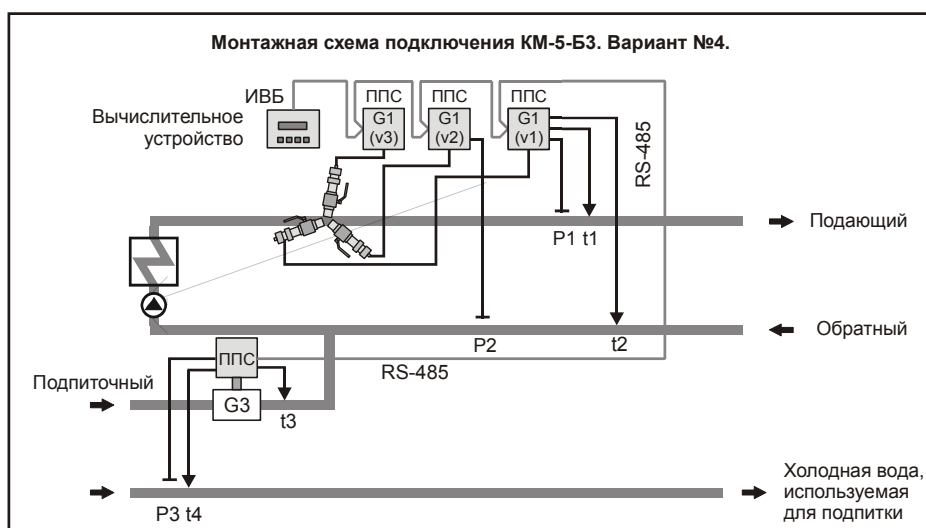 Монтажная схема подключения КМ-5-Б3. Вариант №4.
ИВБ
ППС
ППС
ППС
Вычислительное
устройство
G1
(v3)
G1
(v2)
G1
(v1)
RS-485
P1 t1
Подающий
P2
t2
Обратный
ППС
RS-485
Подпиточный
G3
t3
P3 t4
Холодная вода,
используемая
для подпитки